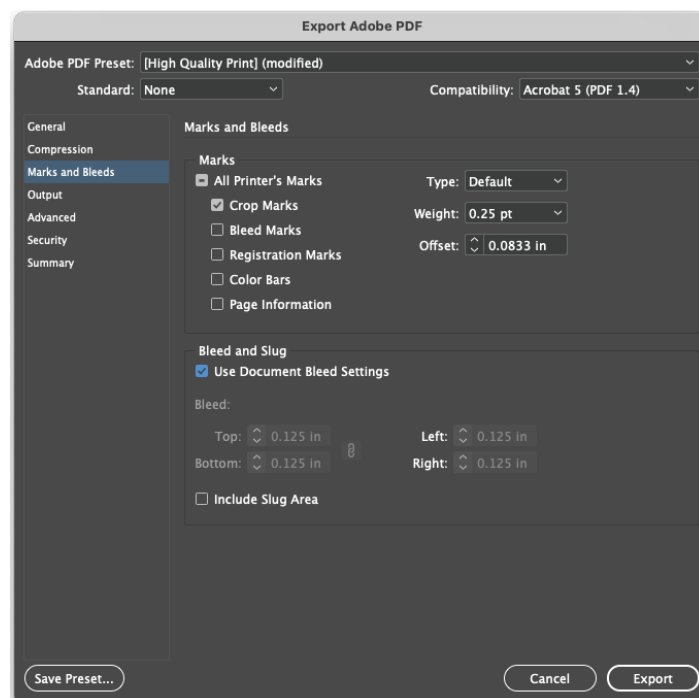 Export Adobe PDF
Adobe PDF Preset: [High Quality Print] (modified)
Standard: None
Compatibility: Acrobat 5 (PDF 1.4)
General
Compression
Marks and Bleeds
Output
Advanced
Security
Summary
Marks and Bleeds
Marks
All Printer's Marks
Crop Marks
Bleed Marks
Registration Marks
Color Bars
Page Information
Type: Default
Weight: 0.25 pt
Offset: 0.0833 in
Bleed and Slug
Use Document Bleed Settings
Bleed:
Top: 0.125 in
Bottom: 0.125 in
Left: 0.125 in
Right: 0.125 in
Include Slug Area
Save Preset...
Cancel
Export